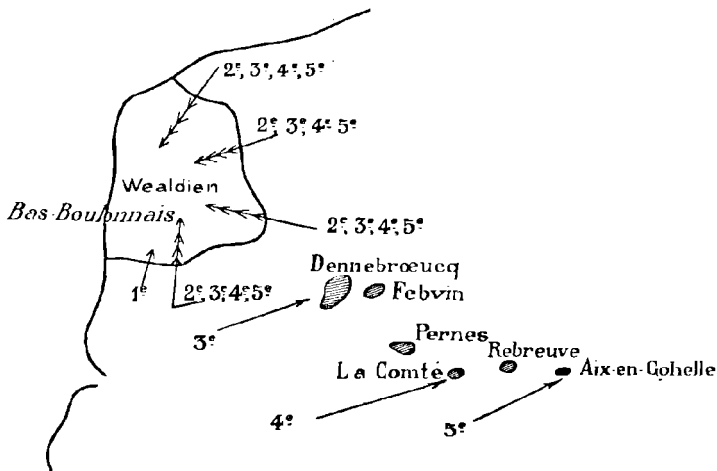 2ᵉ, 3ᵉ, 4ᵉ, 5ᵉ
2ᵉ 3ᵉ 4ᵉ 5ᵉ
Wealdien
Bas-Boulonnais
2ᵉ, 3ᵉ, 4ᵉ, 5ᵉ
Dennebrœucq
1ᵉ
2ᵉ, 3ᵉ, 4ᵉ, 5ᵉ
Febvin
3ᵉ
Pernes
Rebreuve
La Comté
Aix-en-Gohelle
4ᵉ
5ᵉ